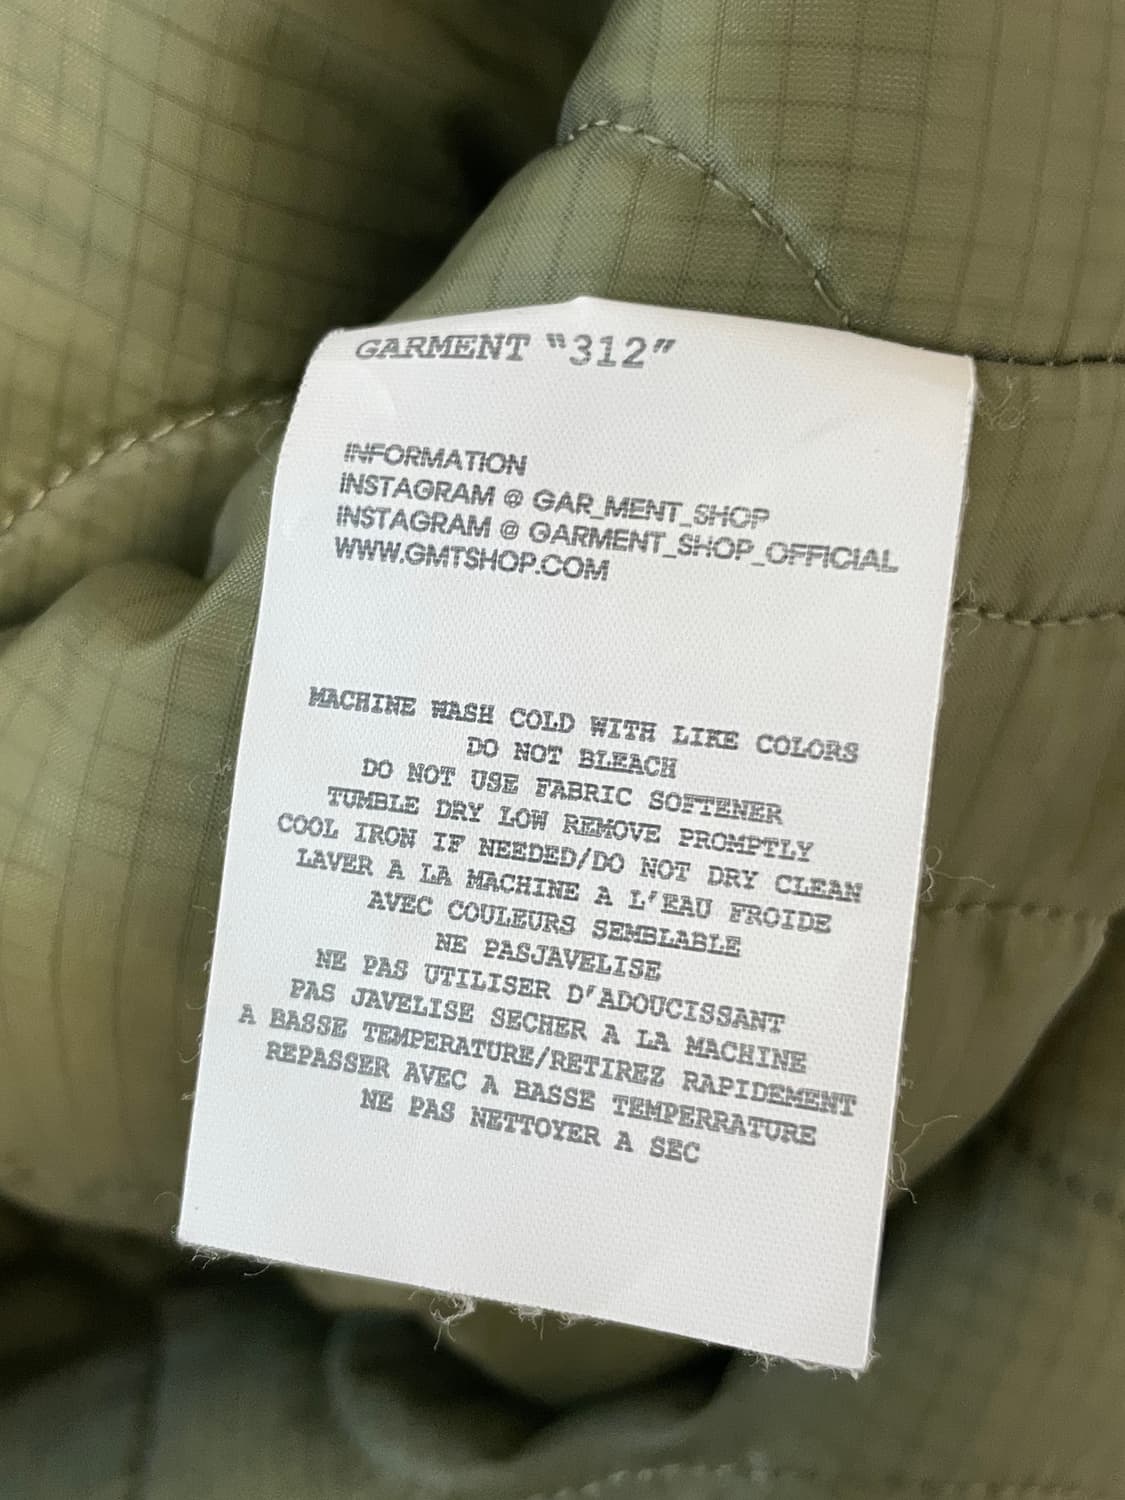 GARMENT "312"
INFORMATION
INSTAGRAM @ GAR_MENT_SHOP
INSTAGRAM @ GARMENT_SHOP_OFFICIAL
WWW.GMTSHOP.COM
MACHINE WASH COLD WITH LIKE COLORS
DO NOT BLEACH
DO NOT USE FABRIC SOFTENER
TUMBLE DRY LOW REMOVE PROMPTLY
COOL IRON IF NEEDED/DO NOT DRY CLEAN
LAVER A LA MACHINE A L'EAU FROIDE
AVEC COULEURS SEMBLABLE
NE PASJAVELISE
NE PAS UTILISER D'ADOUCISSANT
PAS JAVELISE SECHER A LA MACHINE
A BASSE TEMPERATURE/RETIREZ RAPIDEMENT
REPASSER AVEC A BASSE TEMPERRATURE
NE PAS NETTOYER A SEC